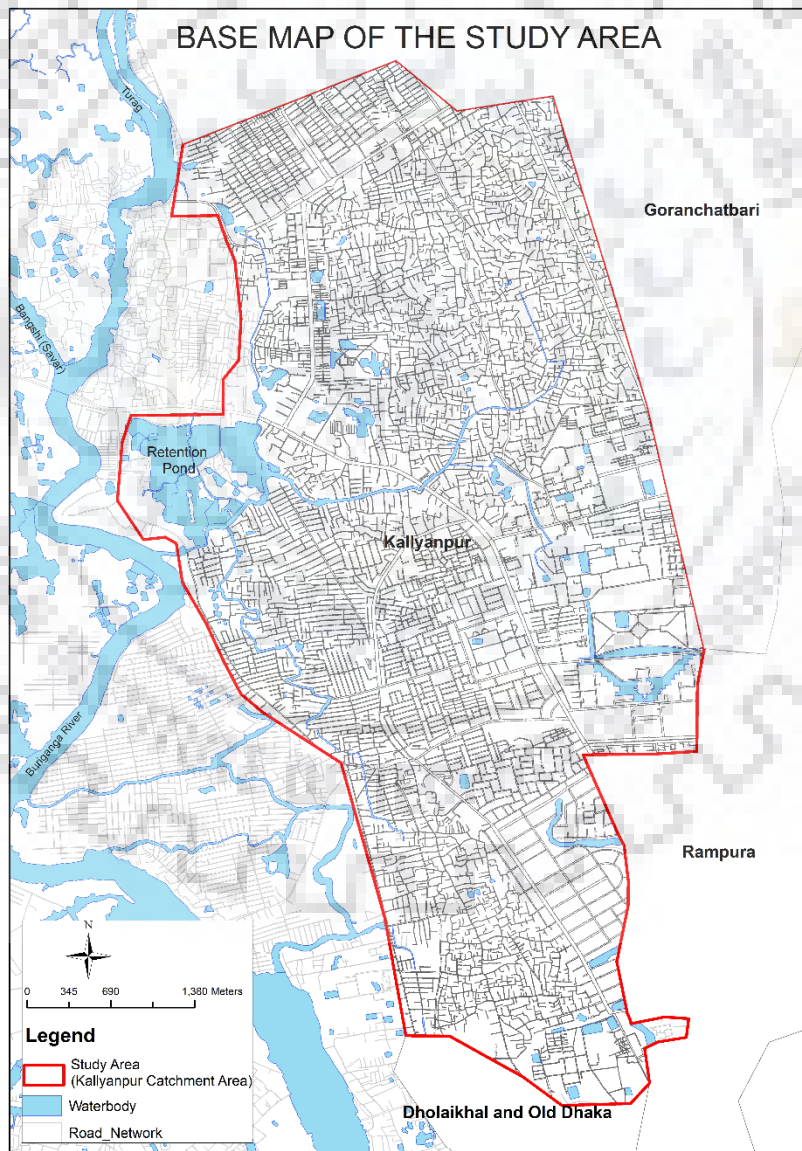 BASE MAP OF THE STUDY AREA
Turag
Goranchatbari
Bangshi (Savar)
Retention
Pond
Kallyanpur
Buriganga River
Rampura
N
0 345 690 1,380 Meters
Legend
Study Area
(Kallyanpur Catchment Area)
Waterbody
Road_Network
Dholaikhal and Old Dhaka